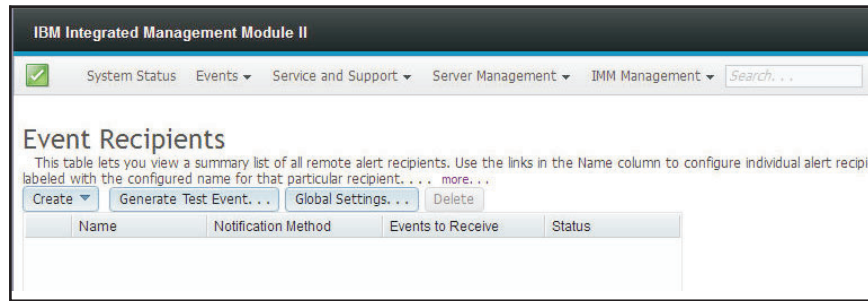 IBM Integrated Management Module II
System Status Events Service and Support Server Management IMM Management Search. . .
Event Recipients
This table lets you view a summary list of all remote alert recipients. Use the links in the Name column to configure individual alert recipi
labeled with the configured name for that particular recipient. . . . more. . .
Create Generate Test Event. . . Global Settings. . . Delete
Name Notification Method Events to Receive Status